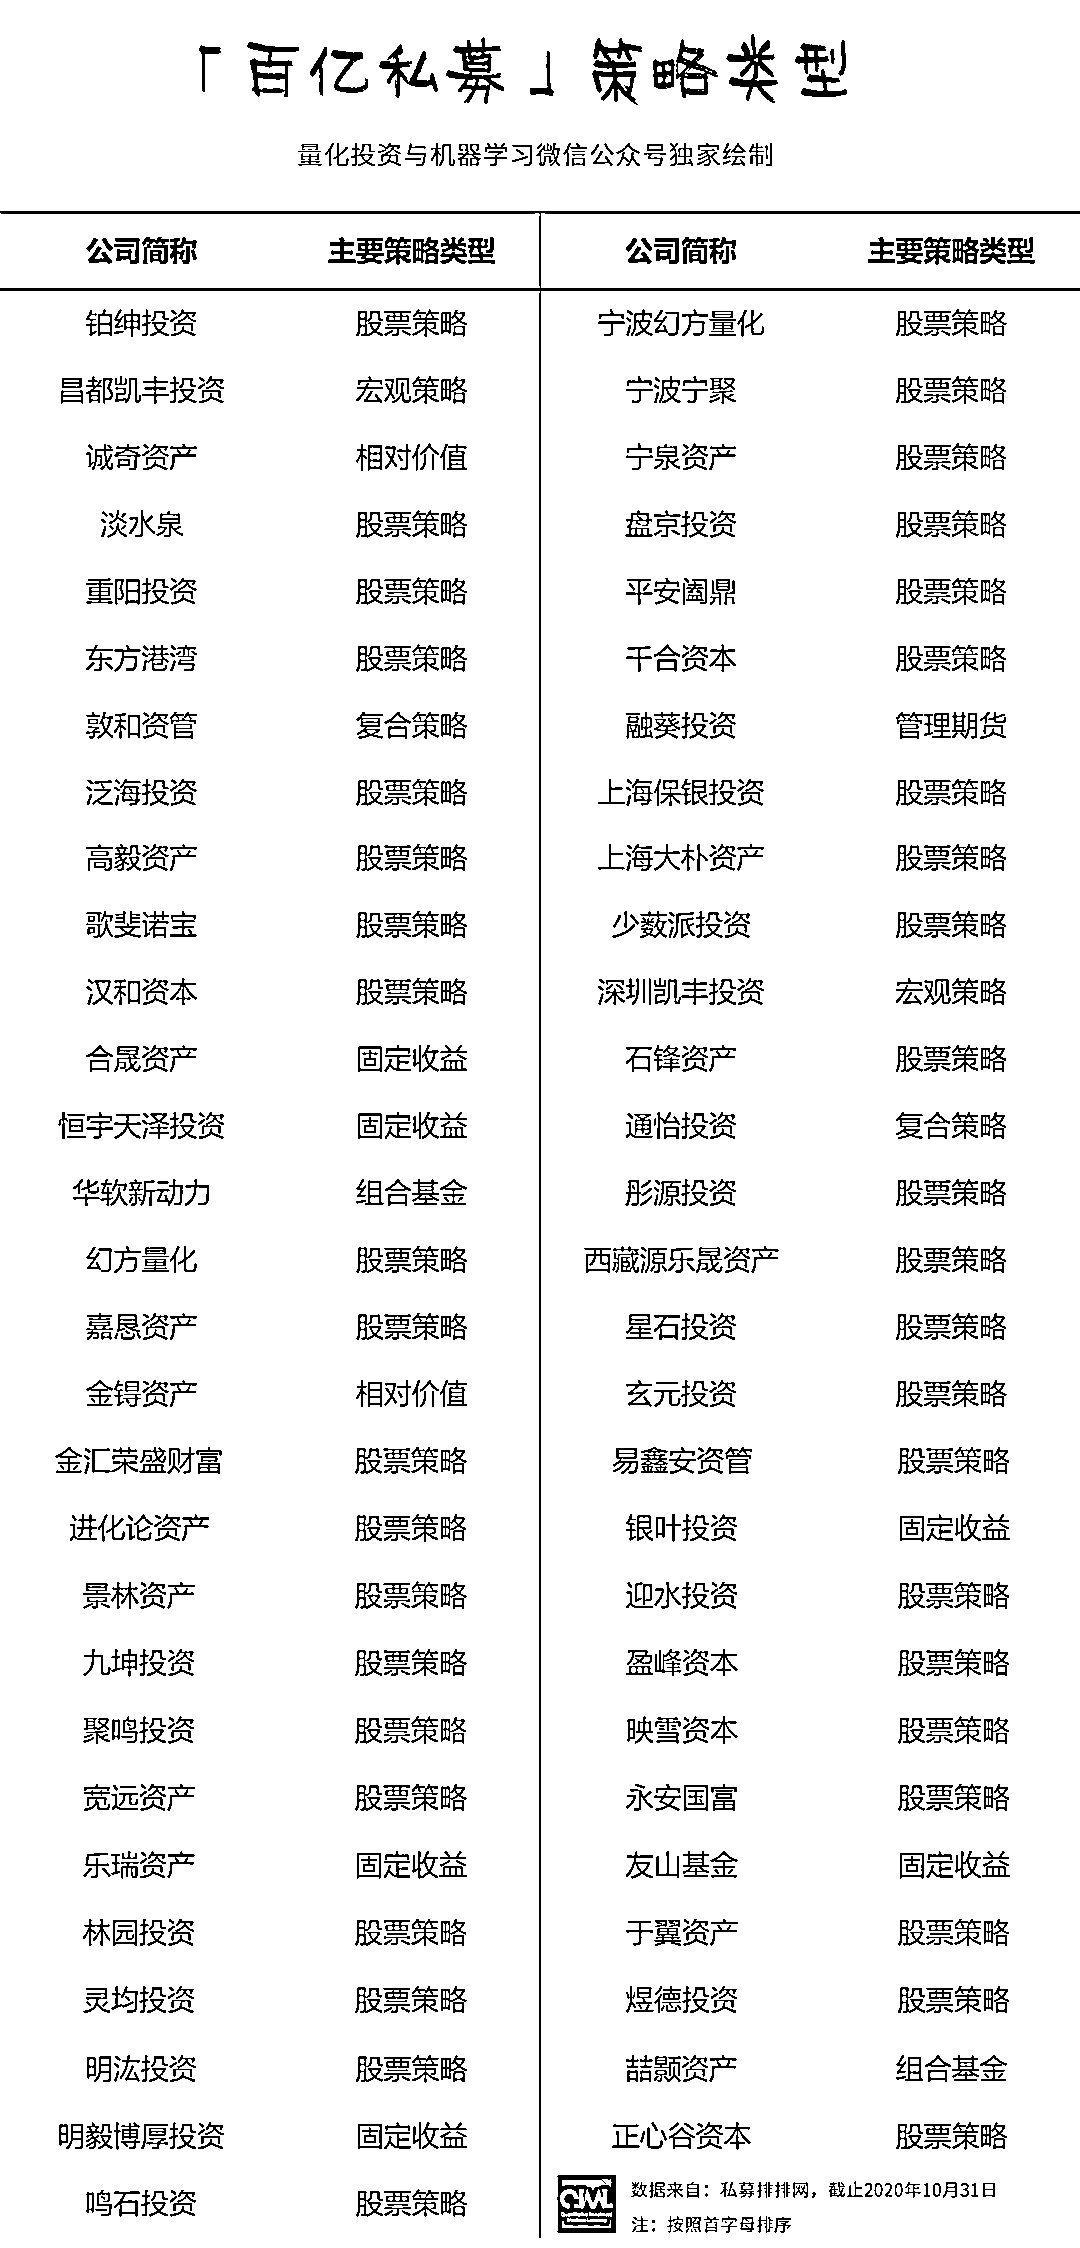 「百亿私募」策略类型
量化投资与机器学习微信公众号独家绘制
公司简称 主要策略类型 公司简称 主要策略类型
铂绅投资 股票策略 宁波幻方量化 股票策略
昌都凯丰投资 宏观策略 宁波宁聚 股票策略
诚奇资产 相对价值 宁泉资产 股票策略
淡水泉 股票策略 盘京投资 股票策略
重阳投资 股票策略 平安阖鼎 股票策略
东方港湾 股票策略 千合资本 股票策略
敦和资管 复合策略 融葵投资 管理期货
泛海投资 股票策略 上海保银投资 股票策略
高毅资产 股票策略 上海大朴资产 股票策略
歌斐诺宝 股票策略 少薮派投资 股票策略
汉和资本 股票策略 深圳凯丰投资 宏观策略
合晟资产 固定收益 石锋资产 股票策略
恒宇天泽投资 固定收益 通怡投资 复合策略
华软新动力 组合基金 彤源投资 股票策略
幻方量化 股票策略 西藏源乐晟资产 股票策略
嘉恳资产 股票策略 星石投资 股票策略
金锝资产 相对价值 玄元投资 股票策略
金汇荣盛财富 股票策略 易鑫安资管 股票策略
进化论资产 股票策略 银叶投资 固定收益
景林资产 股票策略 迎水投资 股票策略
九坤投资 股票策略 盈峰资本 股票策略
聚鸣投资 股票策略 映雪资本 股票策略
宽远资产 股票策略 永安国富 股票策略
乐瑞资产 固定收益 友山基金 固定收益
林园投资 股票策略 于翼资产 股票策略
灵均投资 股票策略 煜德投资 股票策略
明汯投资 股票策略 喆颢资产 组合基金
明毅博厚投资 固定收益 正心谷资本 股票策略
鸣石投资 股票策略
数据来自：私募排排网，截止2020年10月31日
注：按照首字母排序